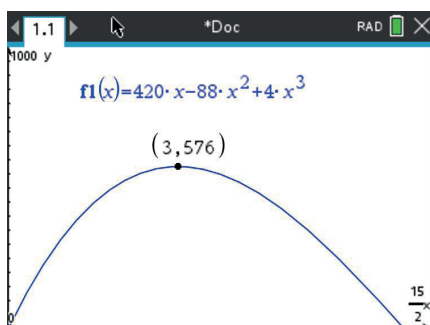 1.1 *Doc RAD
1000 y
f1(x)=420·x-88·x²+4·x³
(3,576)
0 15/2 x